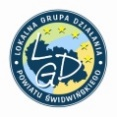 LOKALNA GRUPA DZIAŁANIA
LGD
POWIATU ŚWIDWIŃSKIEGO